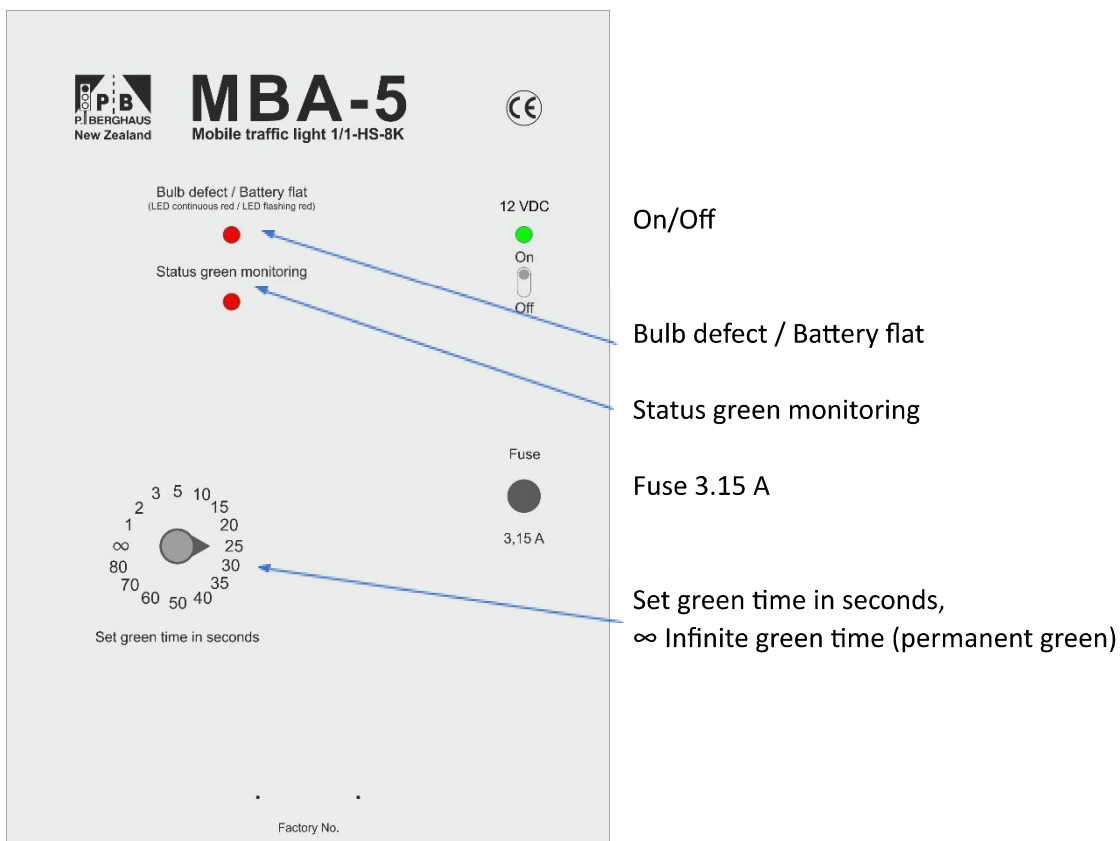 P B
P. BERGHAUS
New Zealand
MBA-5
Mobile traffic light 1/1-HS-8K
CE
Bulb defect / Battery flat
(LED continuous red / LED flashing red)
Status green monitoring
12 VDC
On
Off
On/Off
Bulb defect / Battery flat
Status green monitoring
Fuse
3,15 A
Fuse 3.15 A
∞
1
2
3
5
10
15
20
25
30
35
40
50
60
70
80
Set green time in seconds
Set green time in seconds,
∞ Infinite green time (permanent green)
Factory No.